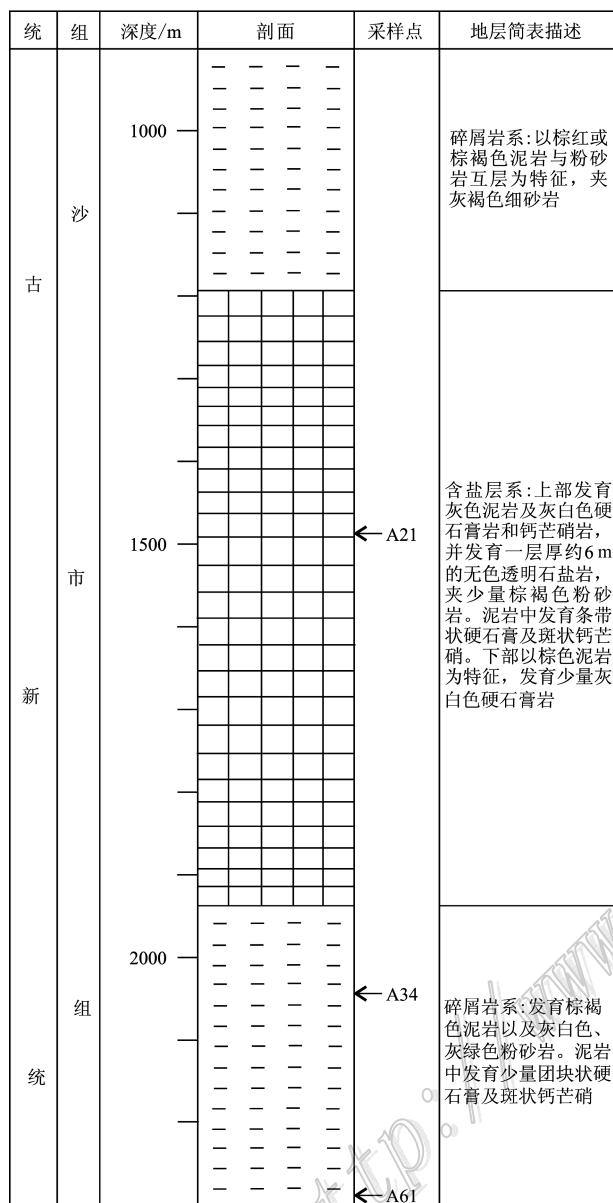 统 组 深度/m 剖面 采样点 地层简表描述
1000
碎屑岩系:以棕红或
棕褐色泥岩与粉砂
岩互层为特征，夹
灰褐色细砂岩
沙
古
含盐层系:上部发育
灰色泥岩及灰白色硬
石膏岩和钙芒硝岩，
并发育一层厚约6 m
的无色透明石盐岩，
夹少量棕褐色粉砂
岩。泥岩中发育条带
状硬石膏及斑状钙芒
硝。下部以棕色泥岩
为特征，发育少量灰
白色硬石膏岩
A21
1500
市
新
2000
A34
组
碎屑岩系:发育棕褐
色泥岩以及灰白色、
灰绿色粉砂岩。泥岩
中发育少量团块状硬
石膏及斑状钙芒硝
统
A61
http://www